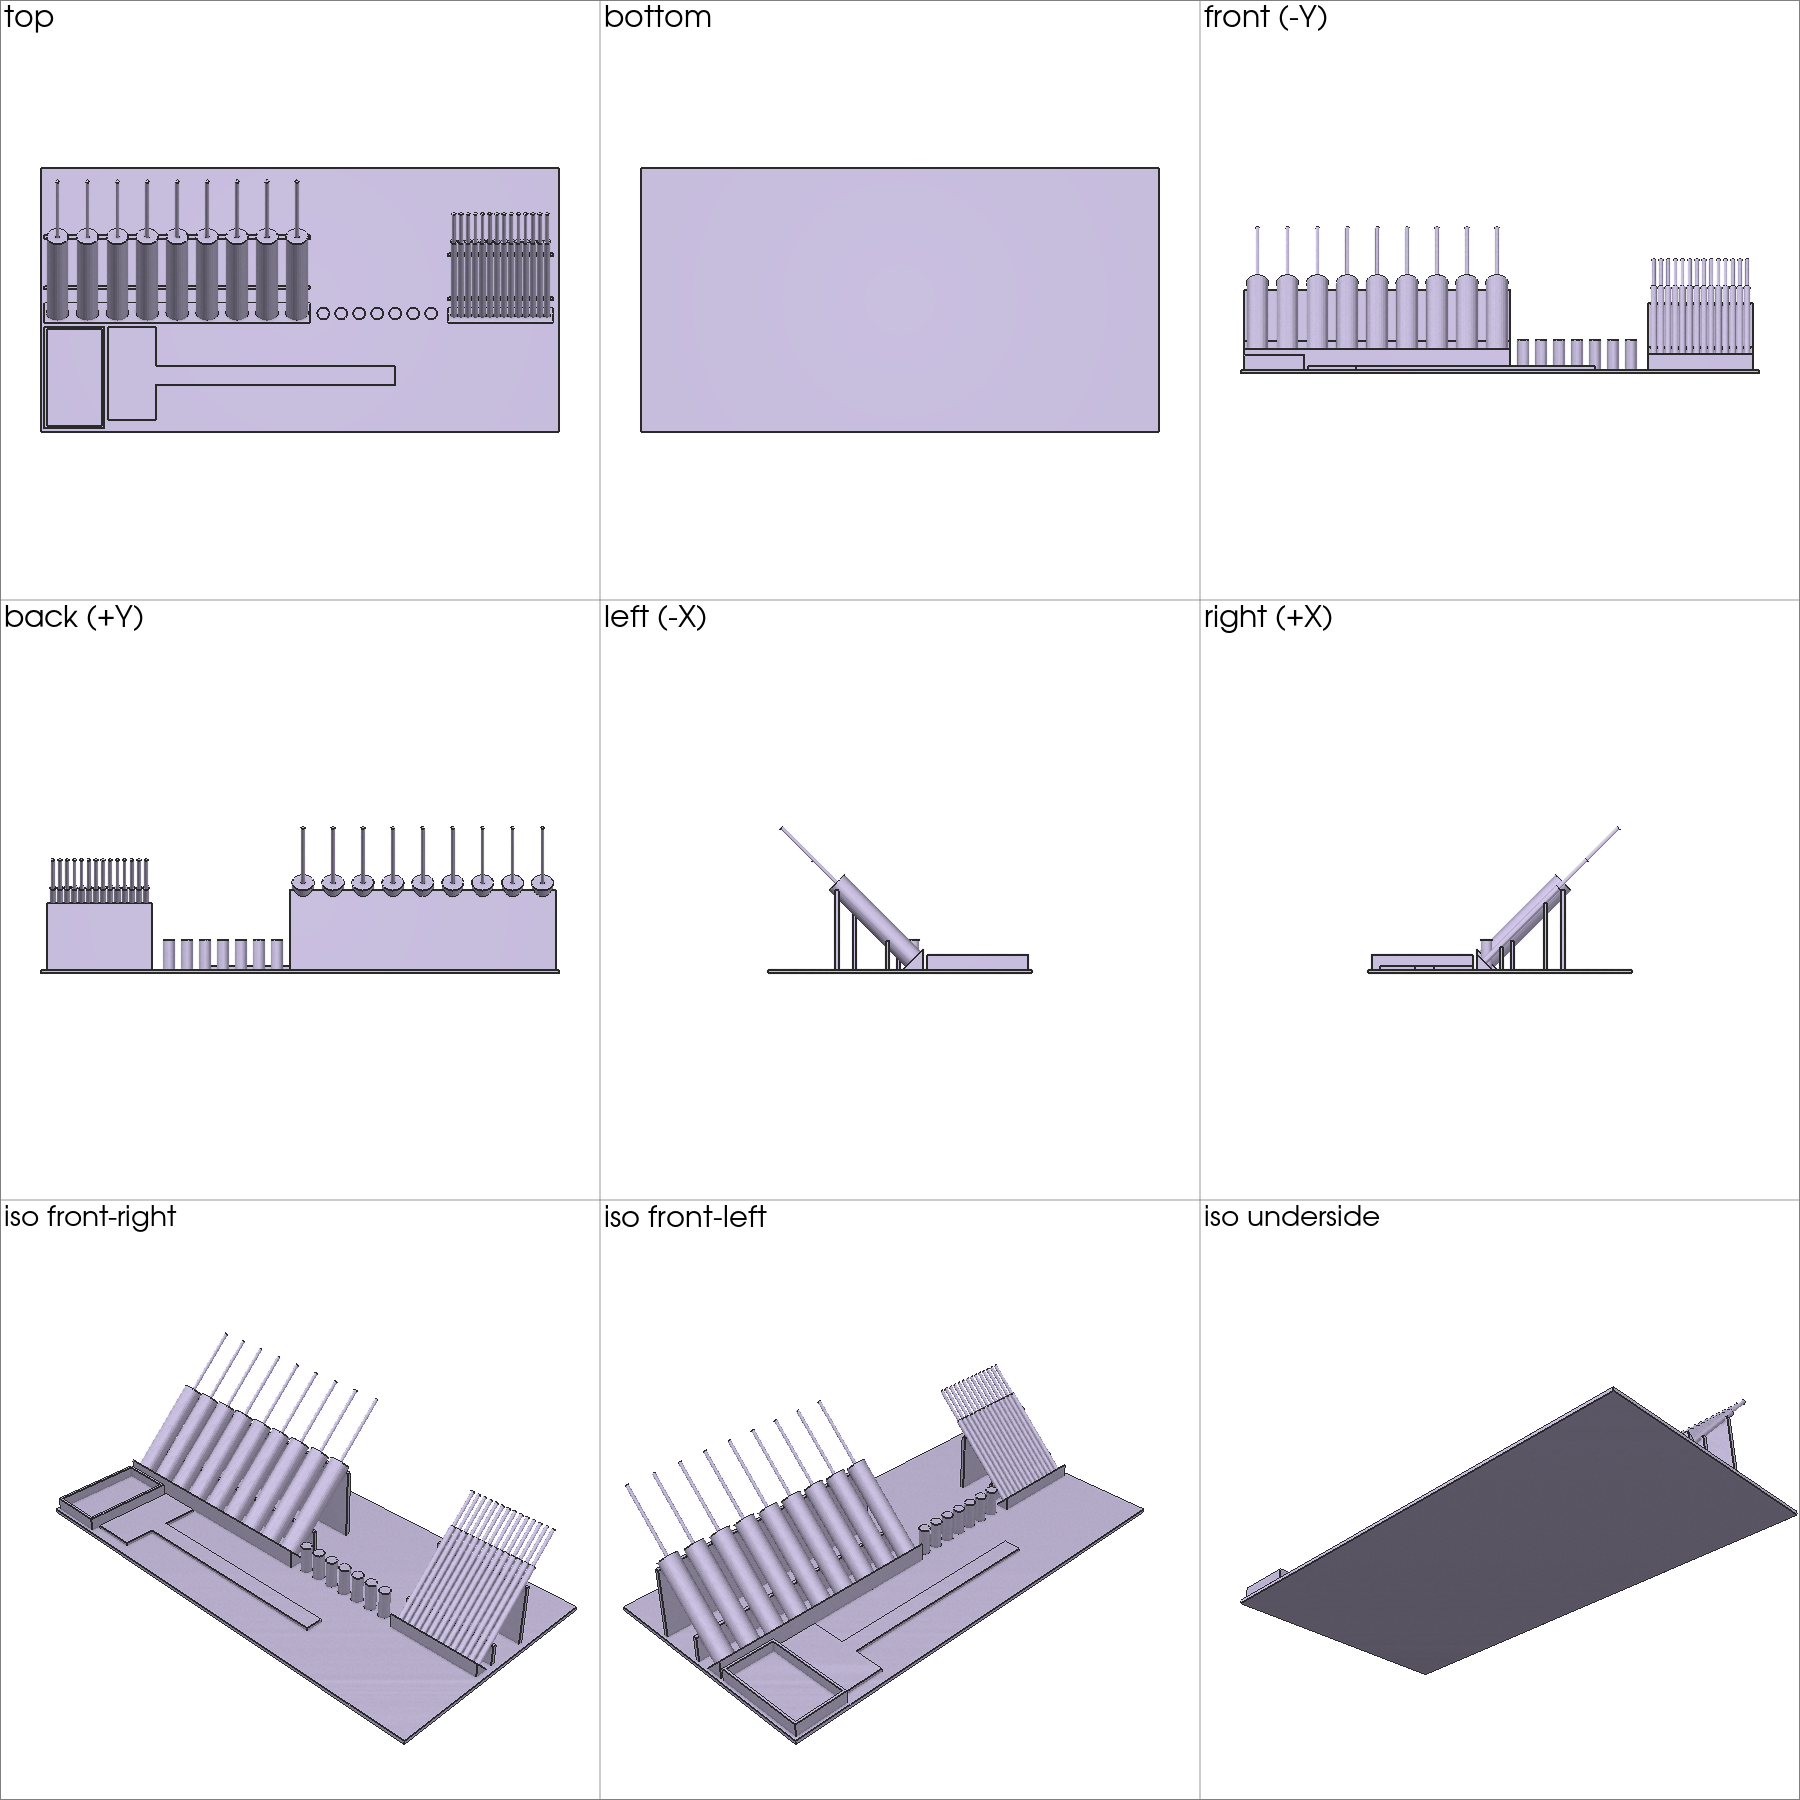 top
bottom
front (-Y)
back (+Y)
left (-X)
right (+X)
iso front-right
iso front-left
iso underside